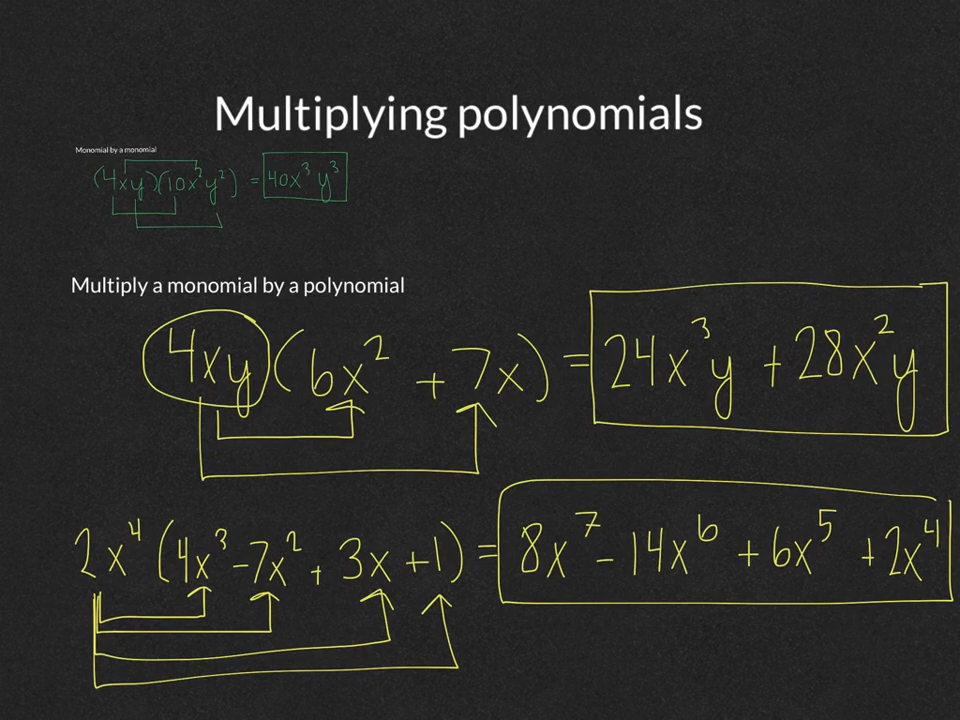 Multiplying polynomials
Monomial by a monomial
(4xy)(10x²y²) = 40x³y³
Multiply a monomial by a polynomial
4xy(6x² + 7x) = 24x³y + 28x²y
2x⁴(4x³ - 7x² + 3x + 1) = 8x⁷ - 14x⁶ + 6x⁵ + 2x⁴